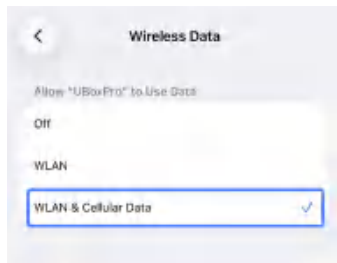 Wireless Data
Allow "UBoxPro" to Use Data
Off
WLAN
WLAN & Cellular Data